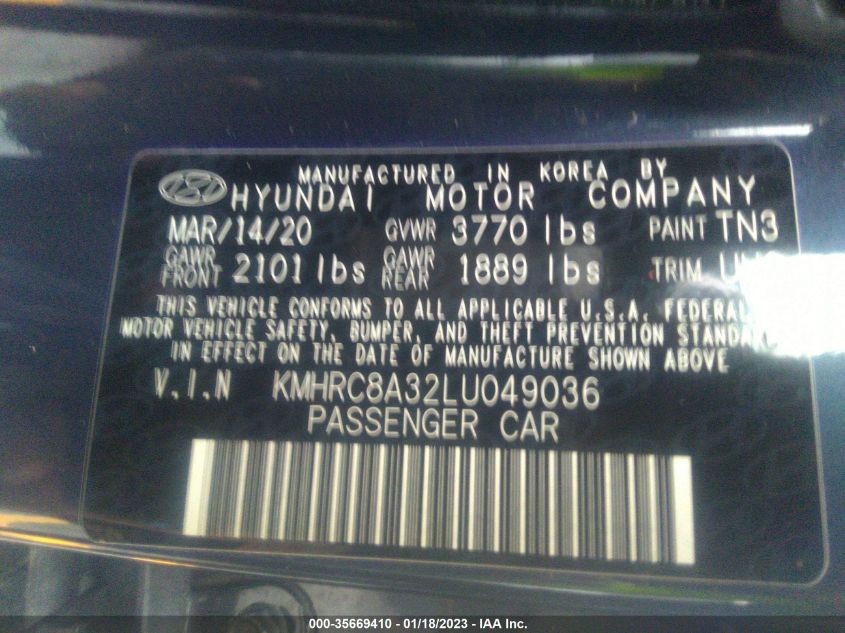 MANUFACTURED IN KOREA BY
HYUNDAI MOTOR COMPANY
MAR/14/20 GVWR 3770 lbs PAINT TN3
GAWR FRONT 2101 lbs GAWR REAR 1889 lbs TRIM
THIS VEHICLE CONFORMS TO ALL APPLICABLE U.S.A. FEDERAL
MOTOR VEHICLE SAFETY, BUMPER, AND THEFT PREVENTION
IN EFFECT ON THE DATE OF MANUFACTURE SHOWN ABOVE
V.I.N KMHRC8A32LU049036
PASSENGER CAR
000-35669410 - 01/18/2023 - IAA Inc.